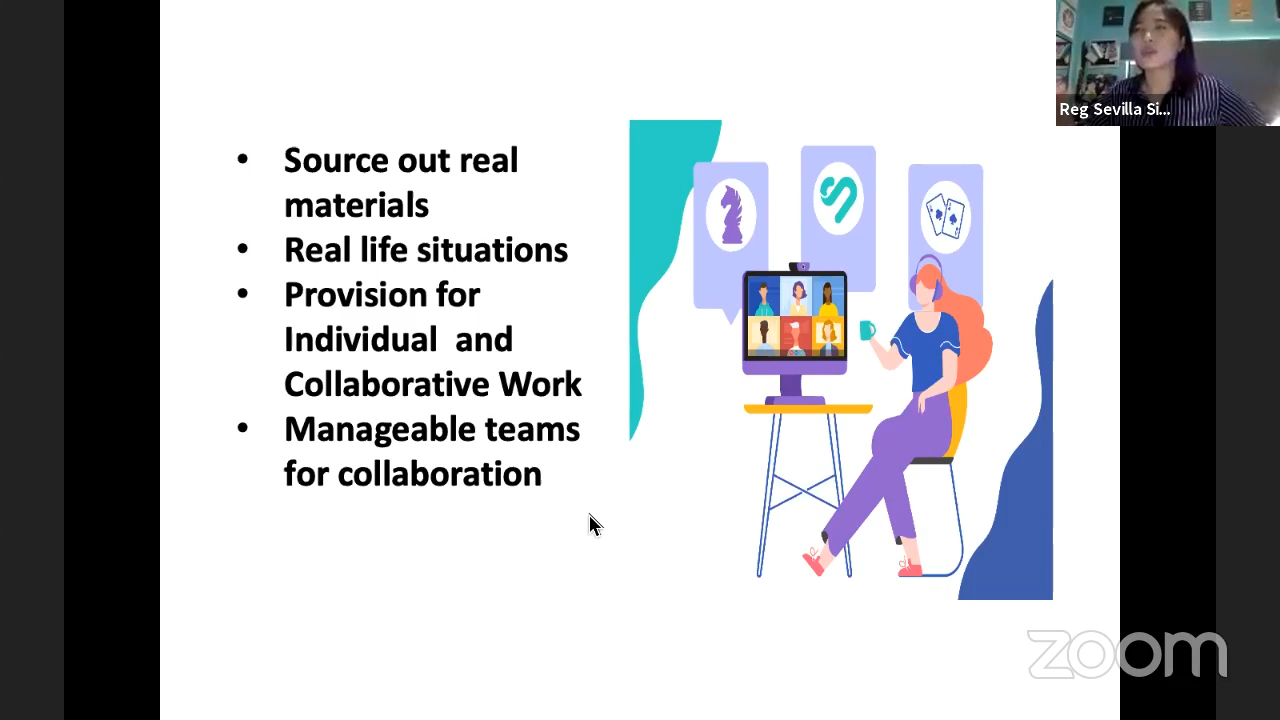 Reg Sevilla Si...
• Source out real
materials
• Real life situations
• Provision for
Individual and
Collaborative Work
• Manageable teams
for collaboration
zoom